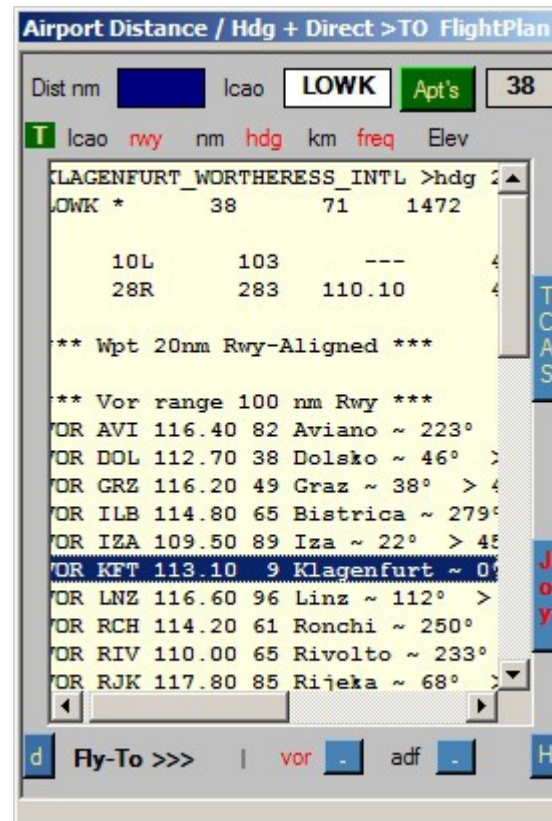 Airport Distance / Hdg + Direct >TO FlightPlan
Dist nm Icao LOWK Apt's 38
T Icao rwy nm hdg km freq Elev
KLAGENFURT_WORTHERESS_INTL >hdg 2
LOWK * 38 71 1472
10L 103 --- 4
28R 283 110.10 4
*** Wpt 20nm Rwy-Aligned ***
*** Vor range 100 nm Rwy ***
VOR AVI 116.40 82 Aviano ~ 223°
VOR DOL 112.70 38 Dolsko ~ 46° >
VOR GRZ 116.20 49 Graz ~ 38° > 4
VOR ILB 114.80 65 Bistrica ~ 279°
VOR IZA 109.50 89 Iza ~ 22° > 45
VOR KFT 113.10 9 Klagenfurt ~ 0°
VOR LNZ 116.60 96 Linz ~ 112° >
VOR RCH 114.20 61 Ronchi ~ 250°
VOR RIV 110.00 65 Rivolto ~ 233°
VOR RJK 117.80 85 Rijeka ~ 68° >
T
C
A
S
J
o
y
d Fly-To >>> | vor - adf - H